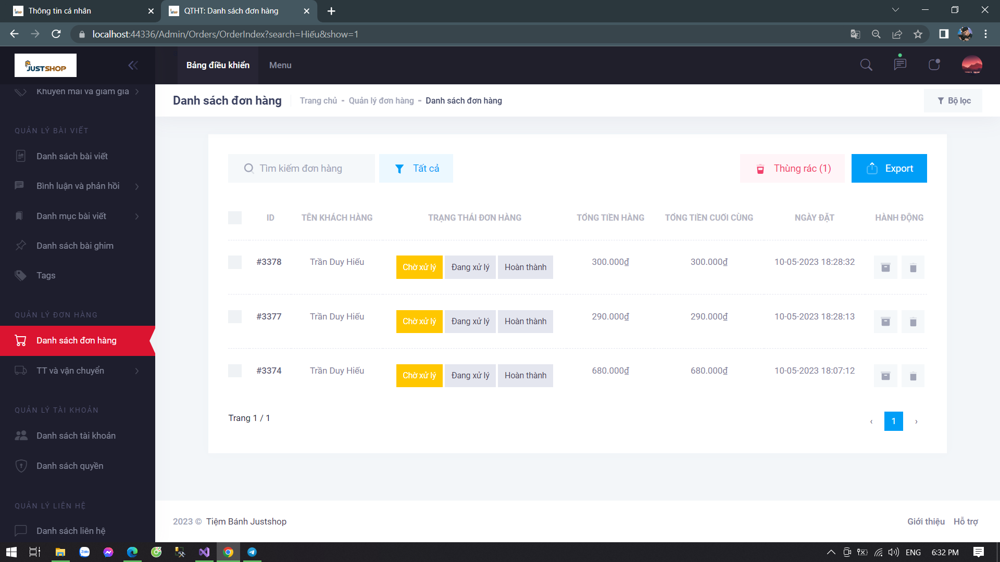 Thông tin cá nhân
QTHT: Danh sách đơn hàng
localhost:44336/Admin/Orders/OrderIndex?search=Hiếu&show=1
JUSTSHOP
Bảng điều khiển
Menu
Khuyến mãi và giảm giá
Danh sách đơn hàng
Trang chủ - Quản lý đơn hàng - Danh sách đơn hàng
Bộ lọc
QUẢN LÝ BÀI VIẾT
Danh sách bài viết
Bình luận và phản hồi
Danh mục bài viết
Danh sách bài ghim
Tags
QUẢN LÝ ĐƠN HÀNG
Danh sách đơn hàng
TT và vận chuyển
QUẢN LÝ TÀI KHOẢN
Danh sách tài khoản
Danh sách quyền
QUẢN LÝ LIÊN HỆ
Danh sách liên hệ
Tìm kiếm đơn hàng
Tất cả
Thùng rác (1)
Export
ID TÊN KHÁCH HÀNG TRẠNG THÁI ĐƠN HÀNG TỔNG TIỀN HÀNG TỔNG TIỀN CUỐI CÙNG NGÀY ĐẶT HÀNH ĐỘNG
#3378 Trần Duy Hiếu Chờ xử lý Đang xử lý Hoàn thành 300.000₫ 300.000₫ 10-05-2023 18:28:32
#3377 Trần Duy Hiếu Chờ xử lý Đang xử lý Hoàn thành 290.000₫ 290.000₫ 10-05-2023 18:28:13
#3374 Trần Duy Hiếu Chờ xử lý Đang xử lý Hoàn thành 680.000₫ 680.000₫ 10-05-2023 18:07:12
Trang 1 / 1
‹ 1 ›
2023 © Tiệm Bánh Justshop
Giới thiệu Hỗ trợ
Zalo
ENG
6:32 PM